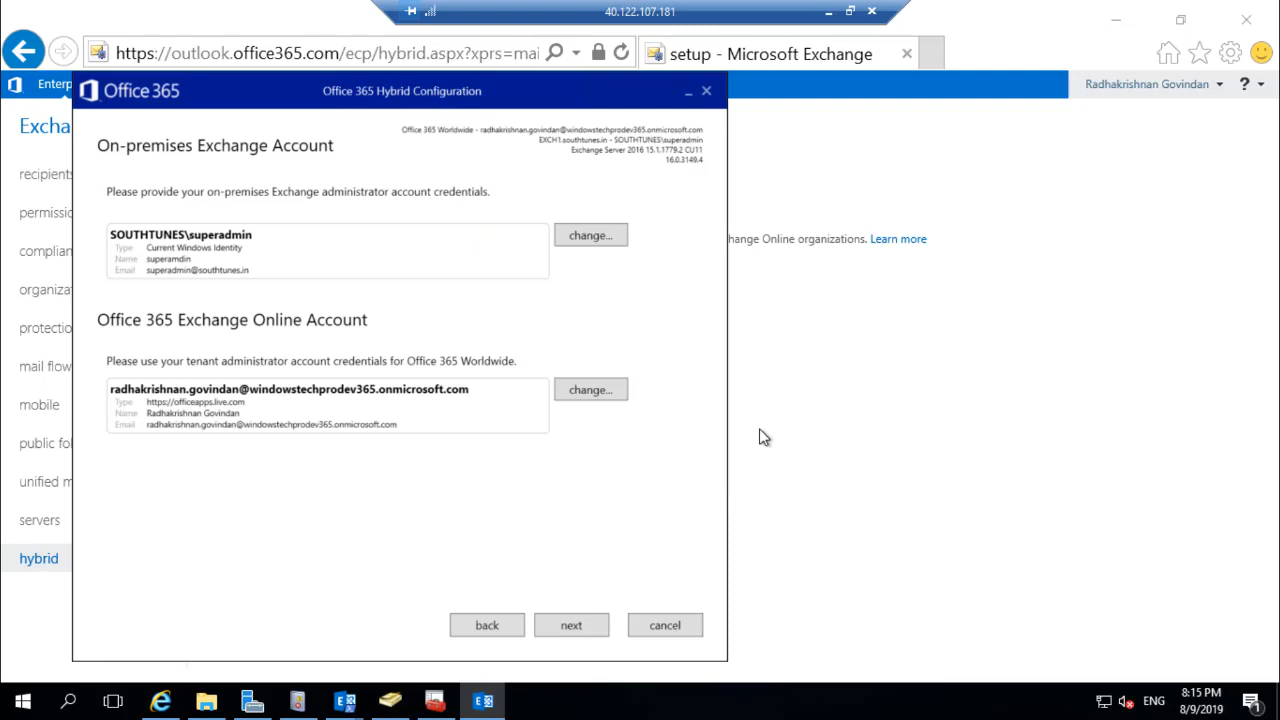 40.122.107.181
https://outlook.office365.com/ecp/hybrid.aspx?xprs=mai
setup - Microsoft Exchange
Enterp
Radhakrishnan Govindan
?
Office 365
Office 365 Hybrid Configuration
Excha
recipients
permissio
complian
organiza
protectio
mail flow
mobile
public fol
unified m
servers
hybrid
Office 365 Worldwide - radhakrishnan.govindan@windowstechprodev365.onmicrosoft.com
EXCH1.southtunes.in - SOUTHTUNES\superadmin
Exchange Server 2016 15.1.1779.2 CU11
16.0.3149.4
On-premises Exchange Account
Please provide your on-premises Exchange administrator account credentials.
SOUTHTUNES\superadmin
Type Current Windows Identity
Name superamdin
Email superadmin@southtunes.in
change...
hange Online organizations. Learn more
Office 365 Exchange Online Account
Please use your tenant administrator account credentials for Office 365 Worldwide.
radhakrishnan.govindan@windowstechprodev365.onmicrosoft.com
Type https://officeapps.live.com
Name Radhakrishnan Govindan
Email radhakrishnan.govindan@windowstechprodev365.onmicrosoft.com
change...
back
next
cancel
ENG
8:15 PM
8/9/2019
1